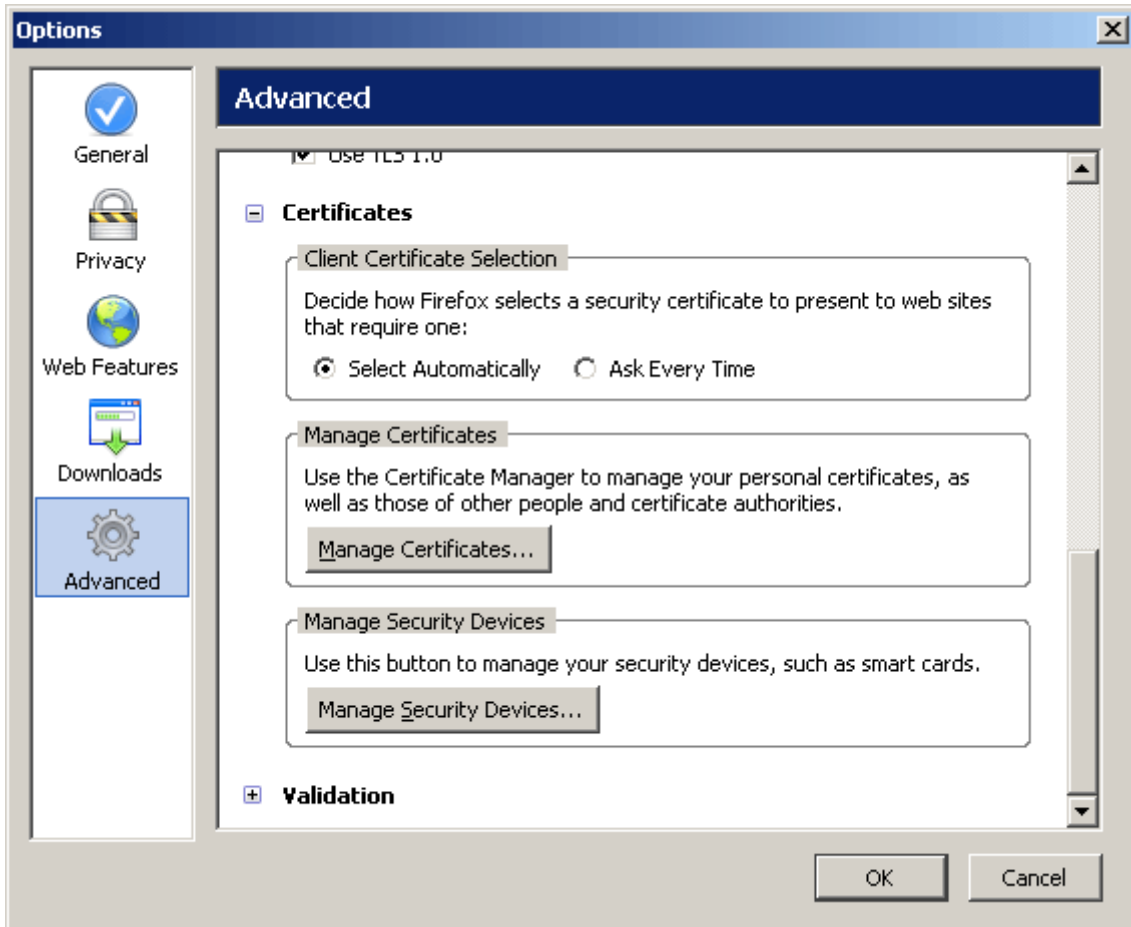 Options
General
Privacy
Web Features
Downloads
Advanced
Advanced
Use TLS 1.0
Certificates
Client Certificate Selection
Decide how Firefox selects a security certificate to present to web sites
that require one:
Select Automatically Ask Every Time
Manage Certificates
Use the Certificate Manager to manage your personal certificates, as
well as those of other people and certificate authorities.
Manage Certificates...
Manage Security Devices
Use this button to manage your security devices, such as smart cards.
Manage Security Devices...
Validation
OK Cancel